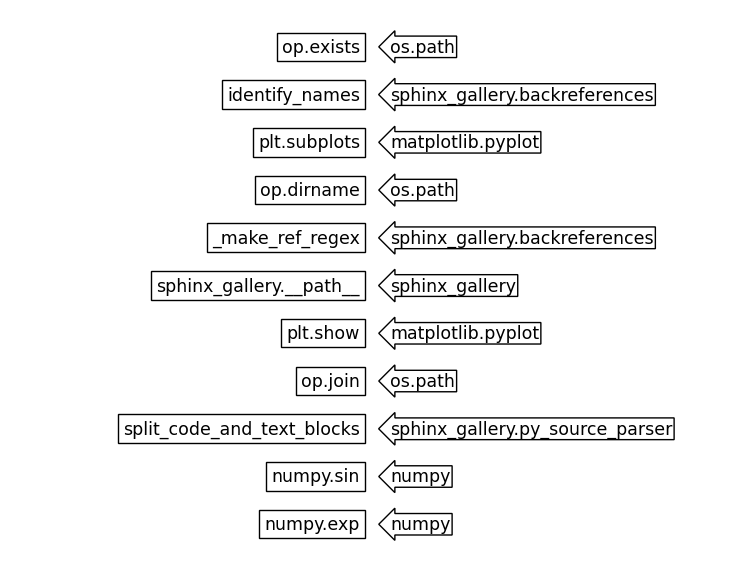 op.exists os.path
identify_names sphinx_gallery.backreferences
plt.subplots matplotlib.pyplot
op.dirname os.path
_make_ref_regex sphinx_gallery.backreferences
sphinx_gallery.__path__ sphinx_gallery
plt.show matplotlib.pyplot
op.join os.path
split_code_and_text_blocks sphinx_gallery.py_source_parser
numpy.sin numpy
numpy.exp numpy